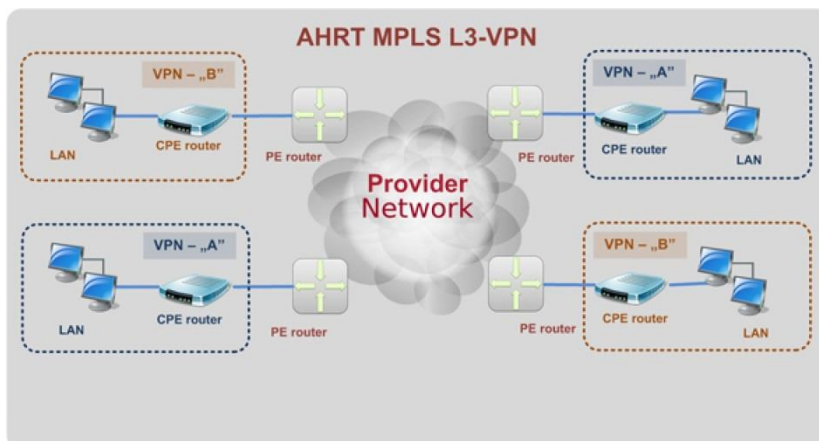 AHRT MPLS L3-VPN
VPN – „B”
LAN
CPE router
PE router
VPN – „A”
PE router
CPE router
LAN
Provider
Network
VPN – „A”
LAN
CPE router
PE router
VPN – „B”
PE router
CPE router
LAN